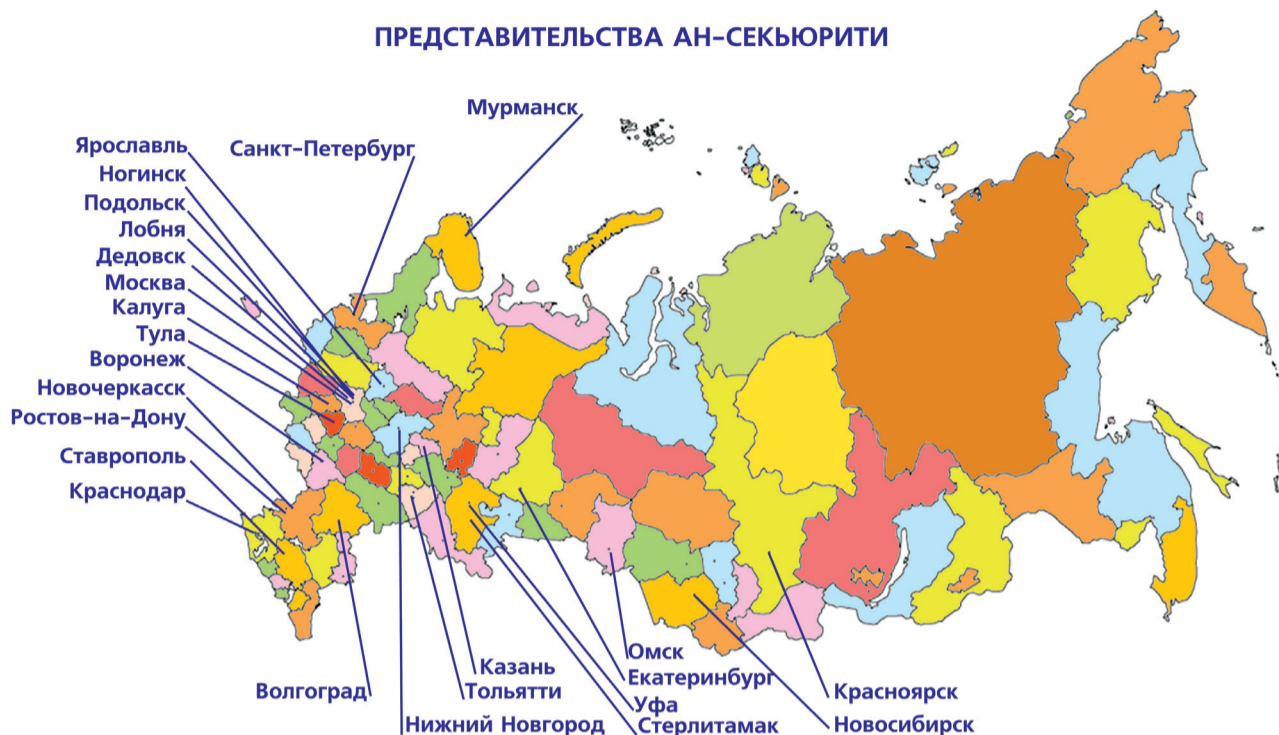 ПРЕДСТАВИТЕЛЬСТВА АН-СЕКЬЮРИТИ
Мурманск
Санкт-Петербург
Ярославль
Ногинск
Подольск
Лобня
Дедовск
Москва
Калуга
Тула
Воронеж
Новочеркасск
Ростов-на-Дону
Ставрополь
Краснодар
Волгоград
Нижний Новгород
Тольятти
Казань
Омск
Екатеринбург
Уфа
Стерлитамак
Красноярск
Новосибирск